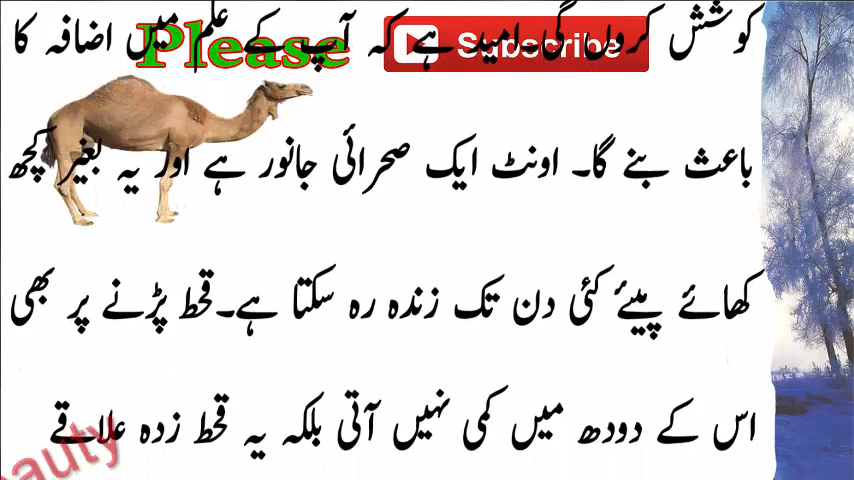 کوشش کروں گی۔امید ہے کہ آپ کے علم میں اضافہ کا
Please
Subscribe
باعث بنے گا۔ اونٹ ایک صحرائی جانور ہے اور یہ بغیر کچھ
کھائے پیئے کئی دن تک زندہ رہ سکتا ہے۔قحط پڑنے پر بھی
اس کے دودھ میں کمی نہیں آتی بلکہ یہ قحط زدہ علاقے